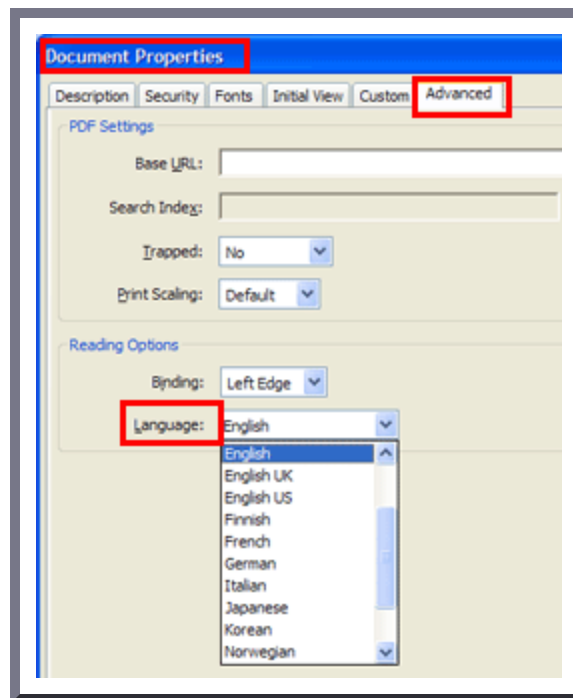 Document Properties
Description Security Fonts Initial View Custom Advanced
PDF Settings
Base URL:
Search Index:
Trapped: No
Print Scaling: Default
Reading Options
Binding: Left Edge
Language: English
English
English UK
English US
Finnish
French
German
Italian
Japanese
Korean
Norwegian